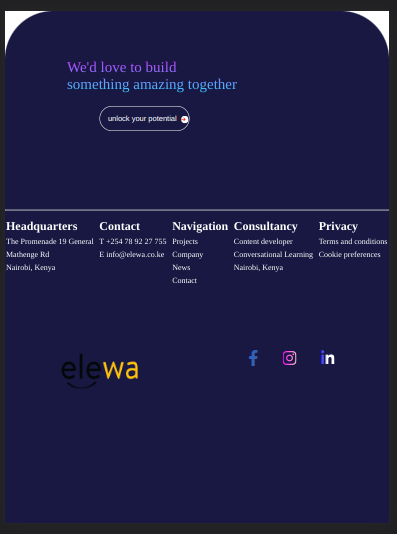 We'd love to build
something amazing together
unlock your potential
Headquarters
The Promenade 19 General
Mathenge Rd
Nairobi, Kenya
Contact
T +254 78 92 27 755
E info@elewa.co.ke
Navigation
Projects
Company
News
Contact
Consultancy
Content developer
Conversational Learning
Nairobi, Kenya
Privacy
Terms and conditions
Cookie preferences
elewa
f
in